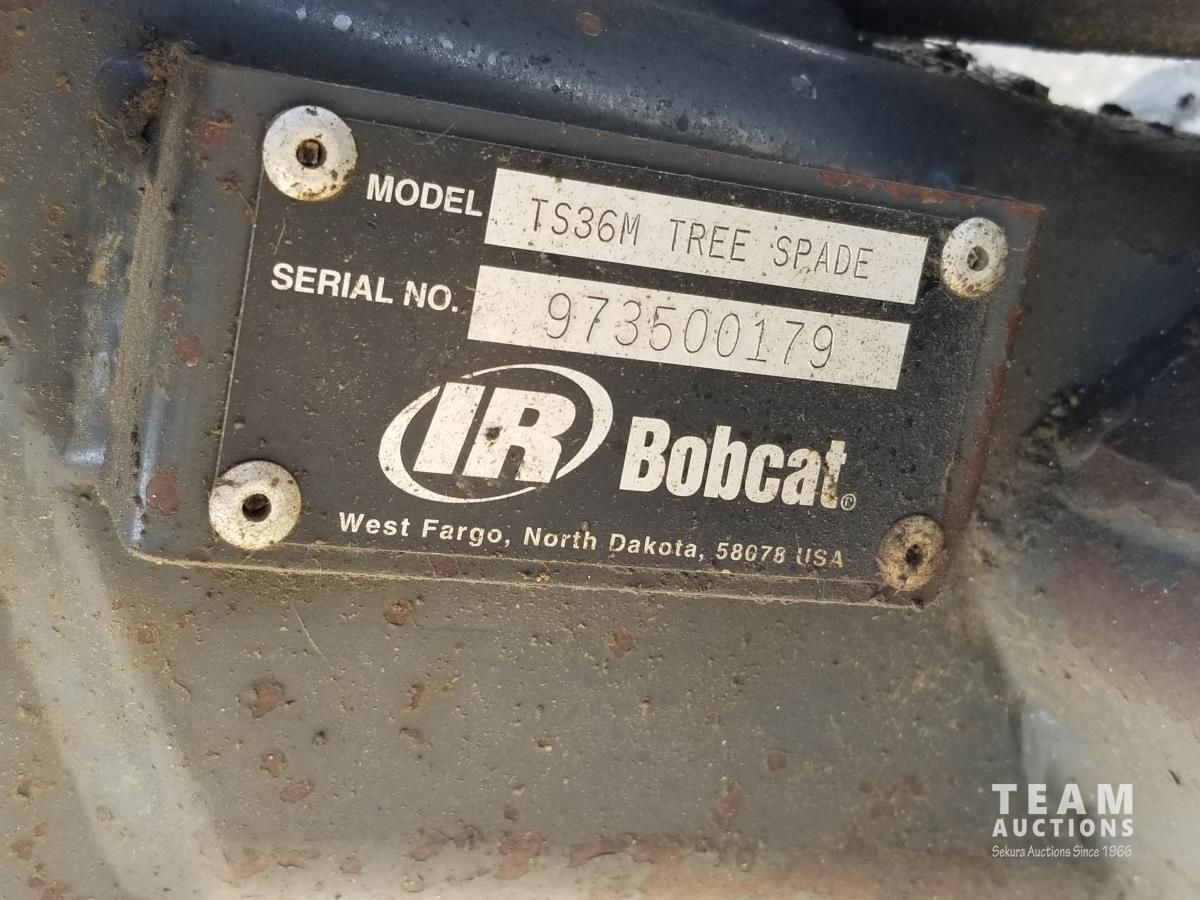 MODEL TS36M TREE SPADE
SERIAL NO. 973500179
IR Bobcat®
West Fargo, North Dakota, 58078 USA
TEAM
AUCTIONS
Sekura Auctions Since 1966